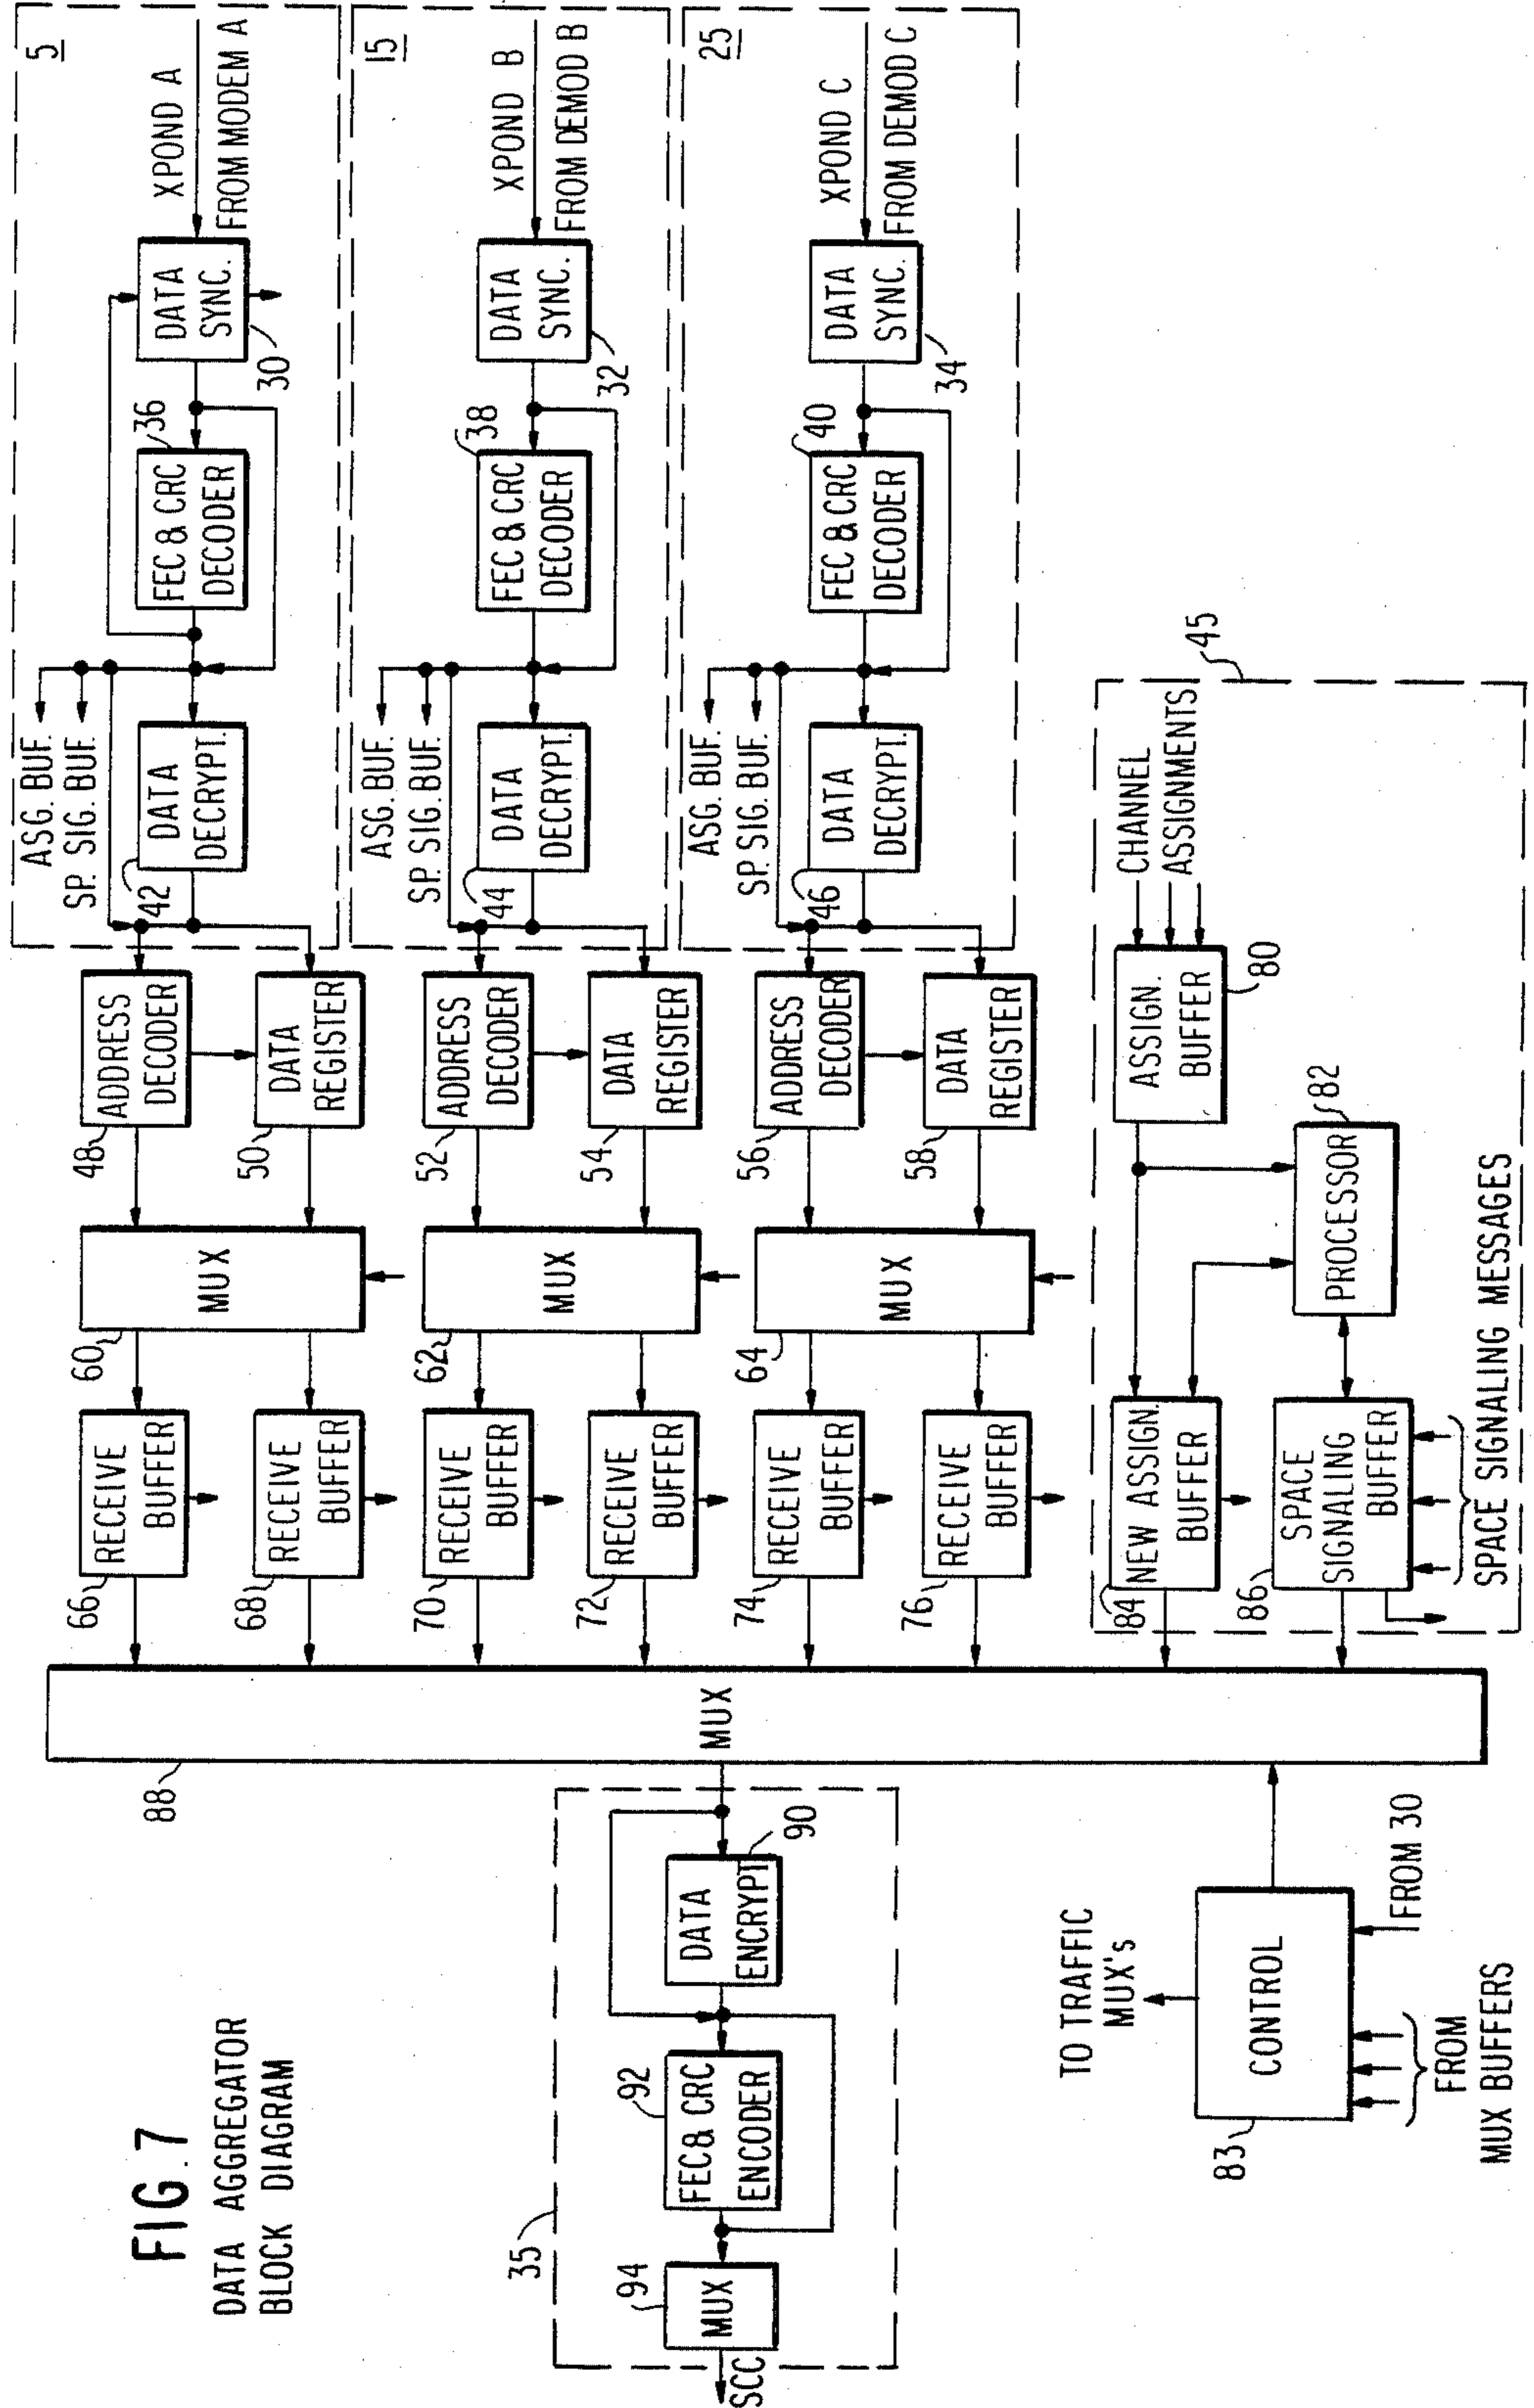 FIG. 7
DATA AGGREGATOR
BLOCK DIAGRAM
5
XPOND A
FROM MODEM A
DATA
SYNC.
30
36
FEC & CRC
DECODER
ASG. BUF.
SP. SIG. BUF.
DATA
DECRYPT.
42
15
XPOND B
FROM DEMOD B
DATA
SYNC.
32
38
FEC & CRC
DECODER
ASG. BUF.
SP. SIG. BUF.
DATA
DECRYPT.
44
25
XPOND C
FROM DEMOD C
DATA
SYNC.
34
40
FEC & CRC
DECODER
ASG. BUF.
SP. SIG. BUF.
DATA
DECRYPT.
46
ADDRESS
DECODER
48
DATA
REGISTER
50
ADDRESS
DECODER
52
DATA
REGISTER
54
ADDRESS
DECODER
56
DATA
REGISTER
58
MUX
60
MUX
62
MUX
64
RECEIVE
BUFFER
66
RECEIVE
BUFFER
68
RECEIVE
BUFFER
70
RECEIVE
BUFFER
72
RECEIVE
BUFFER
74
RECEIVE
BUFFER
76
45
CHANNEL
ASSIGNMENTS
ASSIGN.
BUFFER
80
PROCESSOR
82
NEW ASSIGN.
BUFFER
84
SPACE
SIGNALING
BUFFER
86
SPACE SIGNALING MESSAGES
MUX
88
35
DATA
ENCRYPT
90
92
FEC & CRC
ENCODER
94
MUX
SCC
TO TRAFFIC
MUX's
CONTROL
83
FROM 30
FROM
MUX BUFFERS